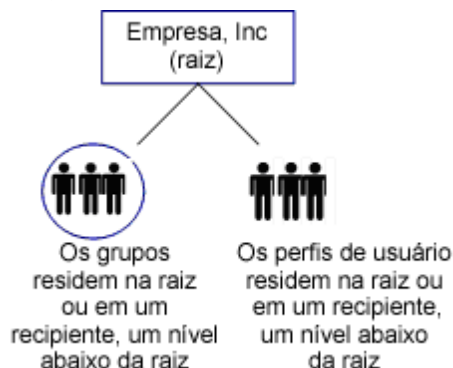 Empresa, Inc
(raiz)
Os grupos
residem na raiz
ou em um
recipiente, um nível
abaixo da raiz
Os perfis de usuário
residem na raiz ou
em um recipiente,
um nível abaixo
da raiz